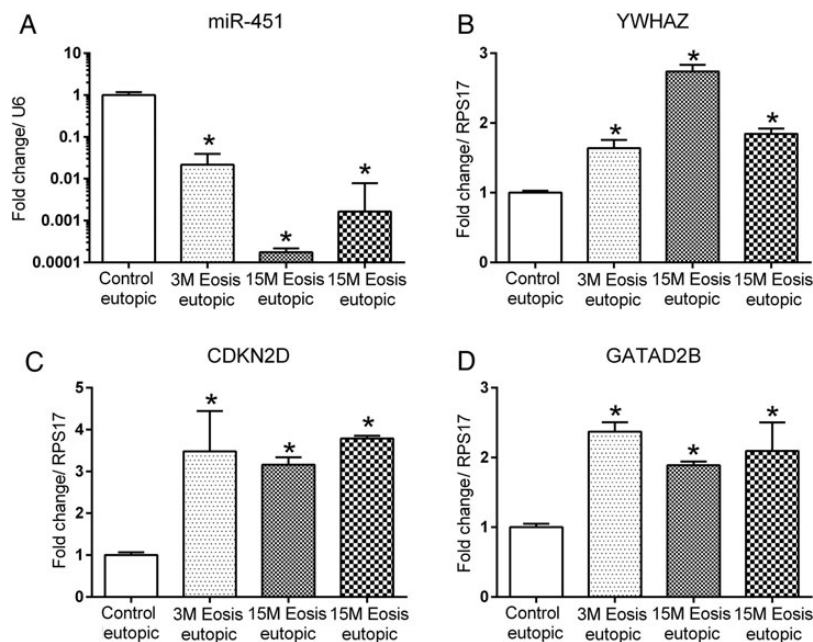 A
miR-451
Fold change/ U6
10
1
0.1
0.01
0.001
0.0001
*
*
*
Control eutopic
3M Eosis eutopic
15M Eosis eutopic
15M Eosis eutopic
B
YWHAZ
Fold change/ RPS17
3
2
1
0
*
*
*
Control eutopic
3M Eosis eutopic
15M Eosis eutopic
15M Eosis eutopic
C
CDKN2D
Fold change/ RPS17
5
4
3
2
1
0
*
*
*
Control eutopic
3M Eosis eutopic
15M Eosis eutopic
15M Eosis eutopic
D
GATAD2B
Fold change/ RPS17
3
2
1
0
*
*
*
Control eutopic
3M Eosis eutopic
15M Eosis eutopic
15M Eosis eutopic